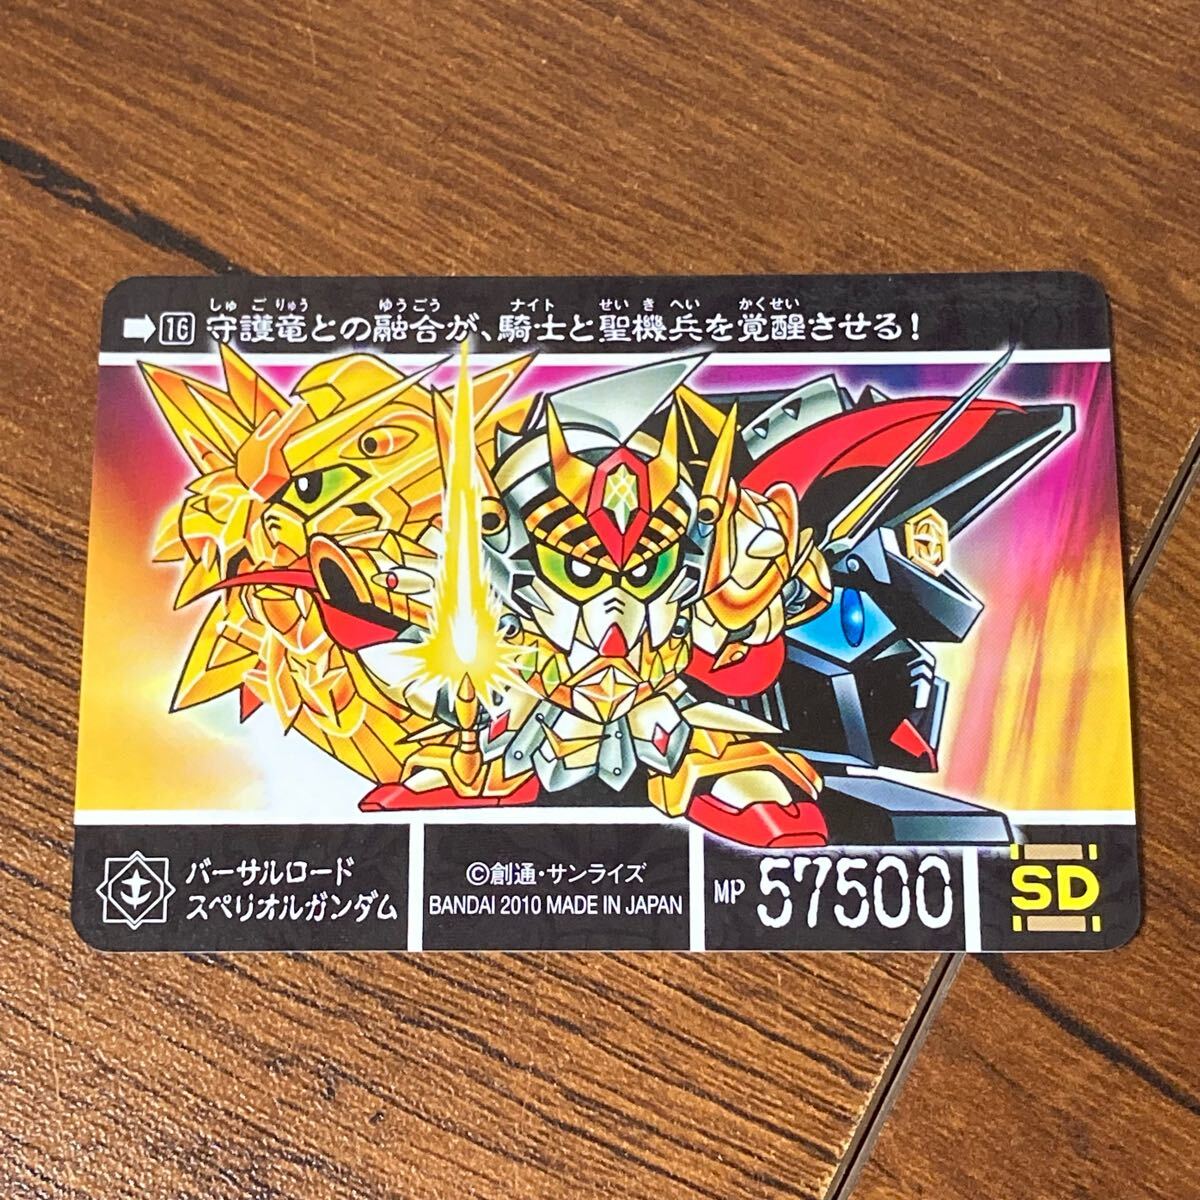 しゅ ご りゅう ゆうごう ナイト せい き へい かくせい
16 守護竜との融合が、騎士と聖機兵を覚醒させる!
バーサルロード
スペリオルガンダム
©創通・サンライズ
BANDAI 2010 MADE IN JAPAN
MP 57500
SD